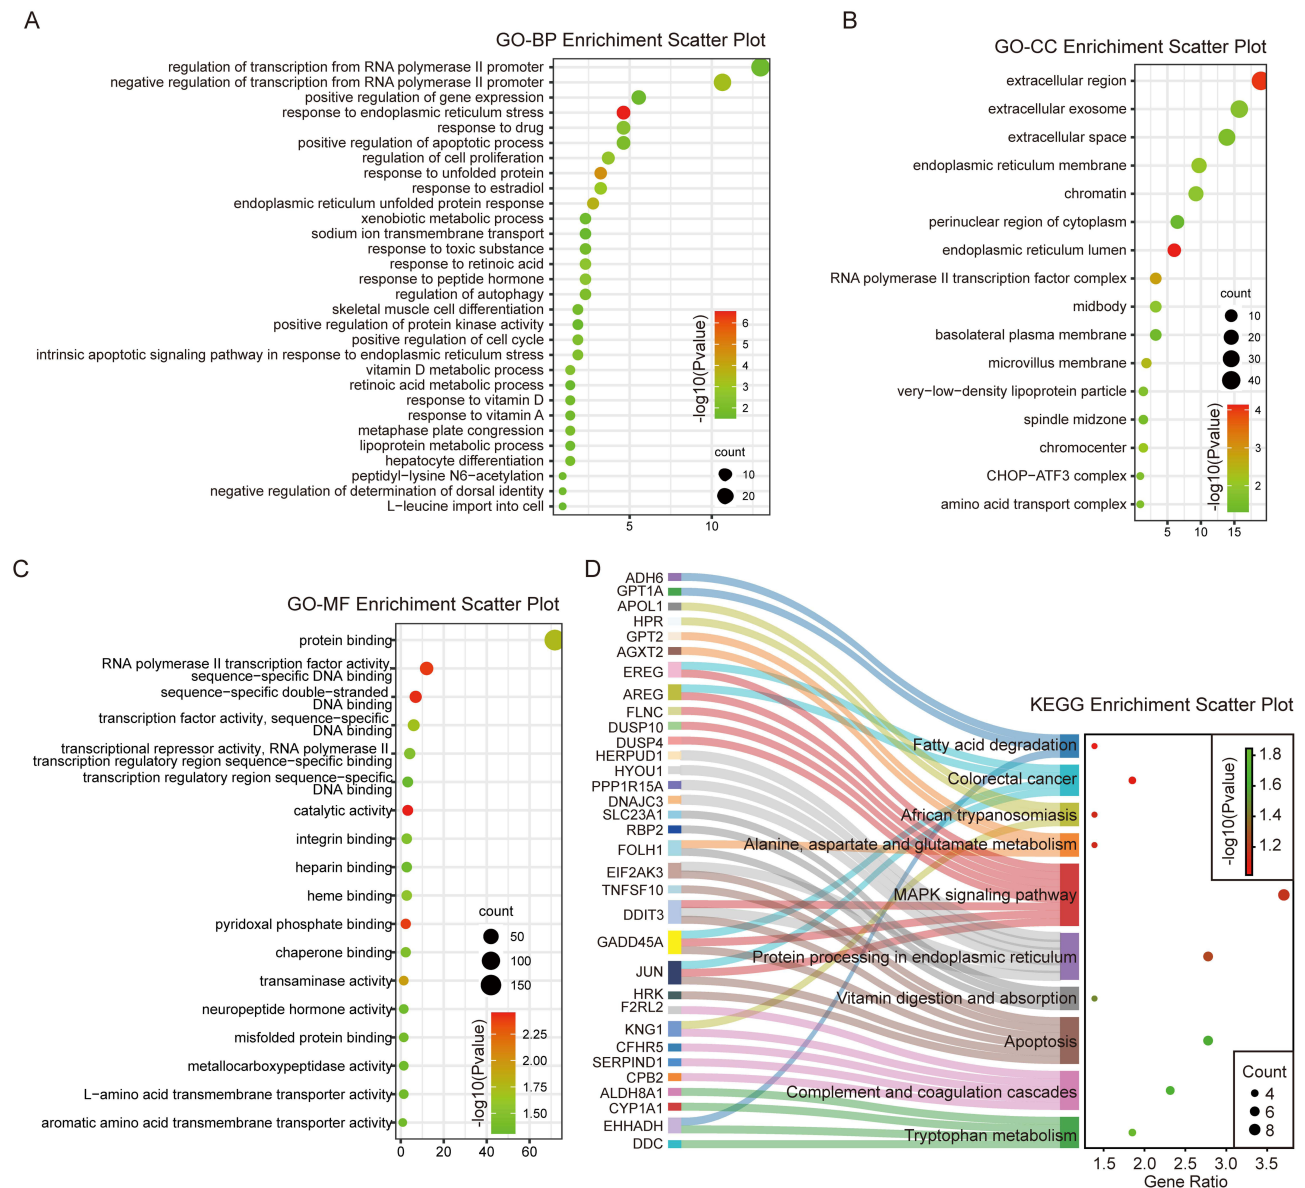 A
GO-BP Enrichiment Scatter Plot
regulation of transcription from RNA polymerase II promoter
negative regulation of transcription from RNA polymerase II promoter
positive regulation of gene expression
response to endoplasmic reticulum stress
response to drug
positive regulation of apoptotic process
regulation of cell proliferation
response to unfolded protein
response to estradiol
endoplasmic reticulum unfolded protein response
xenobiotic metabolic process
sodium ion transmembrane transport
response to toxic substance
response to retinoic acid
response to peptide hormone
regulation of autophagy
skeletal muscle cell differentiation
positive regulation of protein kinase activity
positive regulation of cell cycle
intrinsic apoptotic signaling pathway in response to endoplasmic reticulum stress
vitamin D metabolic process
retinoic acid metabolic process
response to vitamin D
response to vitamin A
metaphase plate congression
lipoprotein metabolic process
hepatocyte differentiation
peptidyl−lysine N6−acetylation
negative regulation of determination of dorsal identity
L−leucine import into cell
-log10(Pvalue)
6
5
4
3
2
count
10
20
5 10
B
GO-CC Enrichiment Scatter Plot
extracellular region
extracellular exosome
extracellular space
endoplasmic reticulum membrane
chromatin
perinuclear region of cytoplasm
endoplasmic reticulum lumen
RNA polymerase II transcription factor complex
midbody
basolateral plasma membrane
microvillus membrane
very−low−density lipoprotein particle
spindle midzone
chromocenter
CHOP−ATF3 complex
amino acid transport complex
count
10
20
30
40
-log10(Pvalue)
4
3
2
5 10 15
C
GO-MF Enrichiment Scatter Plot
protein binding
RNA polymerase II transcription factor activity,
sequence−specific DNA binding
sequence−specific double−stranded
DNA binding
transcription factor activity, sequence−specific
DNA binding
transcriptional repressor activity, RNA polymerase II
transcription regulatory region sequence−specific binding
transcription regulatory region sequence−specific
DNA binding
catalytic activity
integrin binding
heparin binding
heme binding
pyridoxal phosphate binding
chaperone binding
transaminase activity
neuropeptide hormone activity
misfolded protein binding
metallocarboxypeptidase activity
L−amino acid transmembrane transporter activity
aromatic amino acid transmembrane transporter activity
count
50
100
150
-log10(Pvalue)
2.25
2.00
1.75
1.50
0 20 40 60
D
ADH6
GPT1A
APOL1
HPR
GPT2
AGXT2
EREG
AREG
FLNC
DUSP10
DUSP4
HERPUD1
HYOU1
PPP1R15A
DNAJC3
SLC23A1
RBP2
FOLH1
EIF2AK3
TNFSF10
DDIT3
GADD45A
JUN
HRK
F2RL2
KNG1
CFHR5
SERPIND1
CPB2
ALDH8A1
CYP1A1
EHHADH
DDC
KEGG Enrichiment Scatter Plot
Fatty acid degradation
Colorectal cancer
African trypanosomiasis
Alanine, aspartate and glutamate metabolism
MAPK signaling pathway
Protein processing in endoplasmic reticulum
Vitamin digestion and absorption
Apoptosis
Complement and coagulation cascades
Tryptophan metabolism
-log10(Pvalue)
1.8
1.6
1.4
1.2
Count
4
6
8
1.5 2.0 2.5 3.0 3.5
Gene Ratio